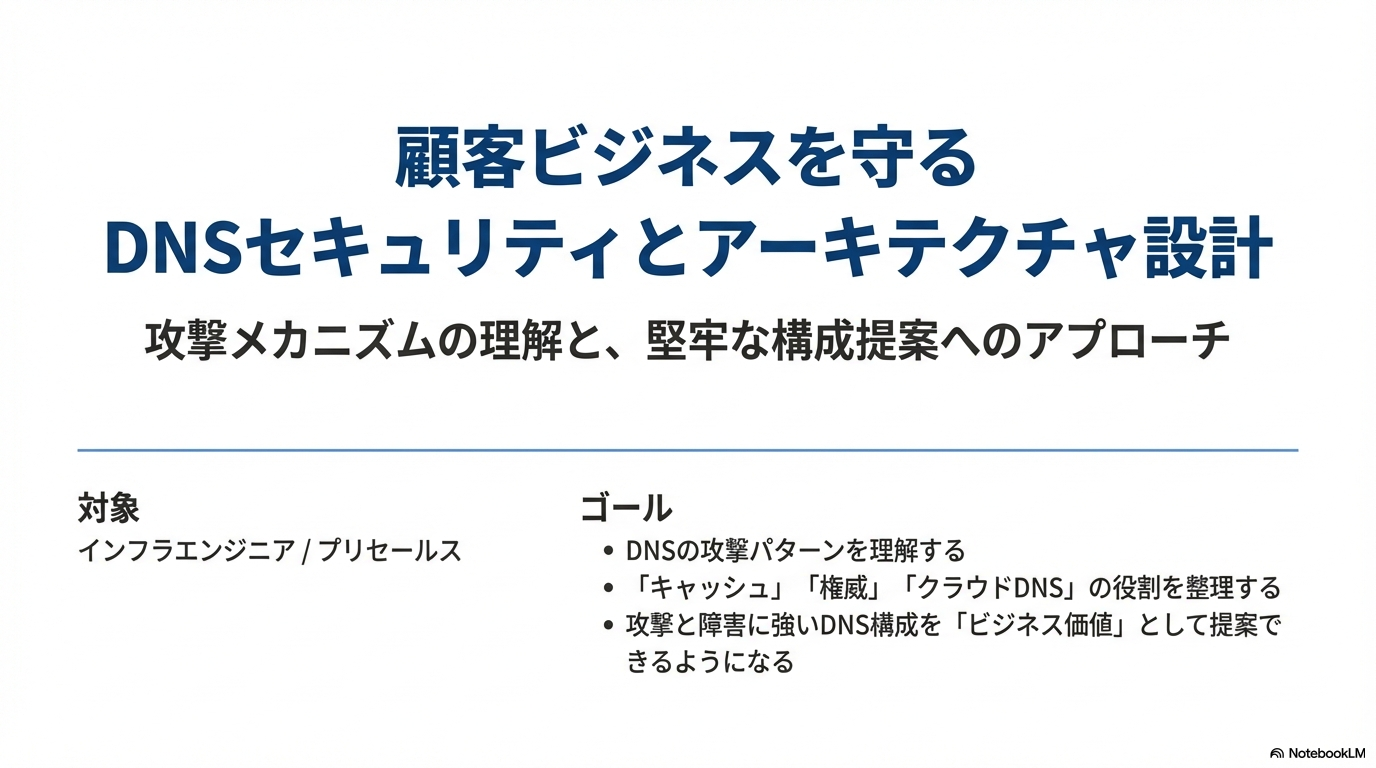 顧客ビジネスを守る
DNSセキュリティとアーキテクチャ設計
攻撃メカニズムの理解と、堅牢な構成提案へのアプローチ
対象
インフラエンジニア / プリセールス
ゴール
• DNSの攻撃パターンを理解する
• 「キャッシュ」「権威」「クラウドDNS」の役割を整理する
• 攻撃と障害に強いDNS構成を「ビジネス価値」として提案で
きるようになる
NotebookLM